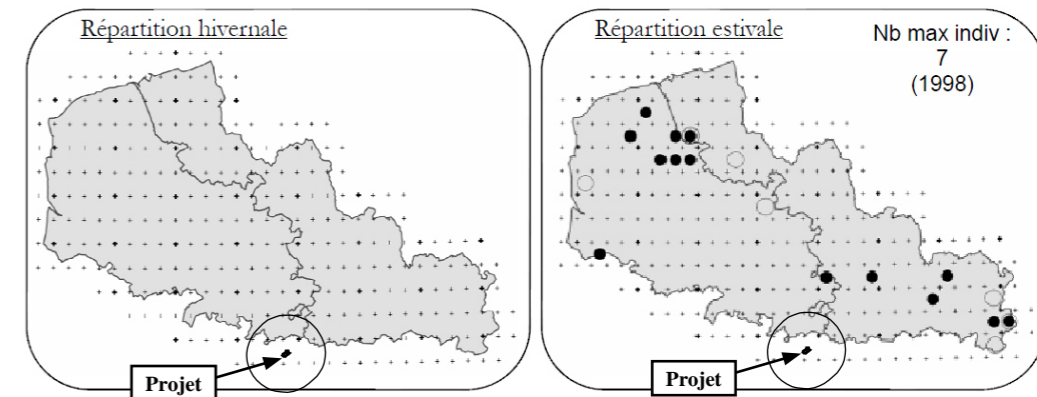 Répartition hivernale
Projet
Répartition estivale
Nb max indiv :
7
(1998)
Projet